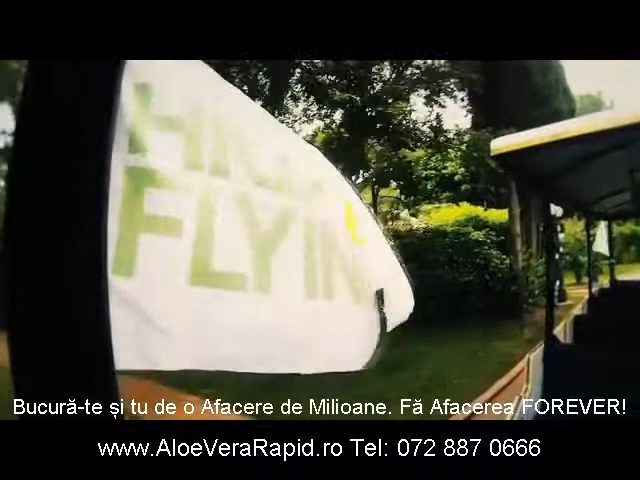 FLYIN
Bucură-te și tu de o Afacere de Milioane. Fă Afacerea FOREVER!
www.AloeVeraRapid.ro Tel: 072 887 0666